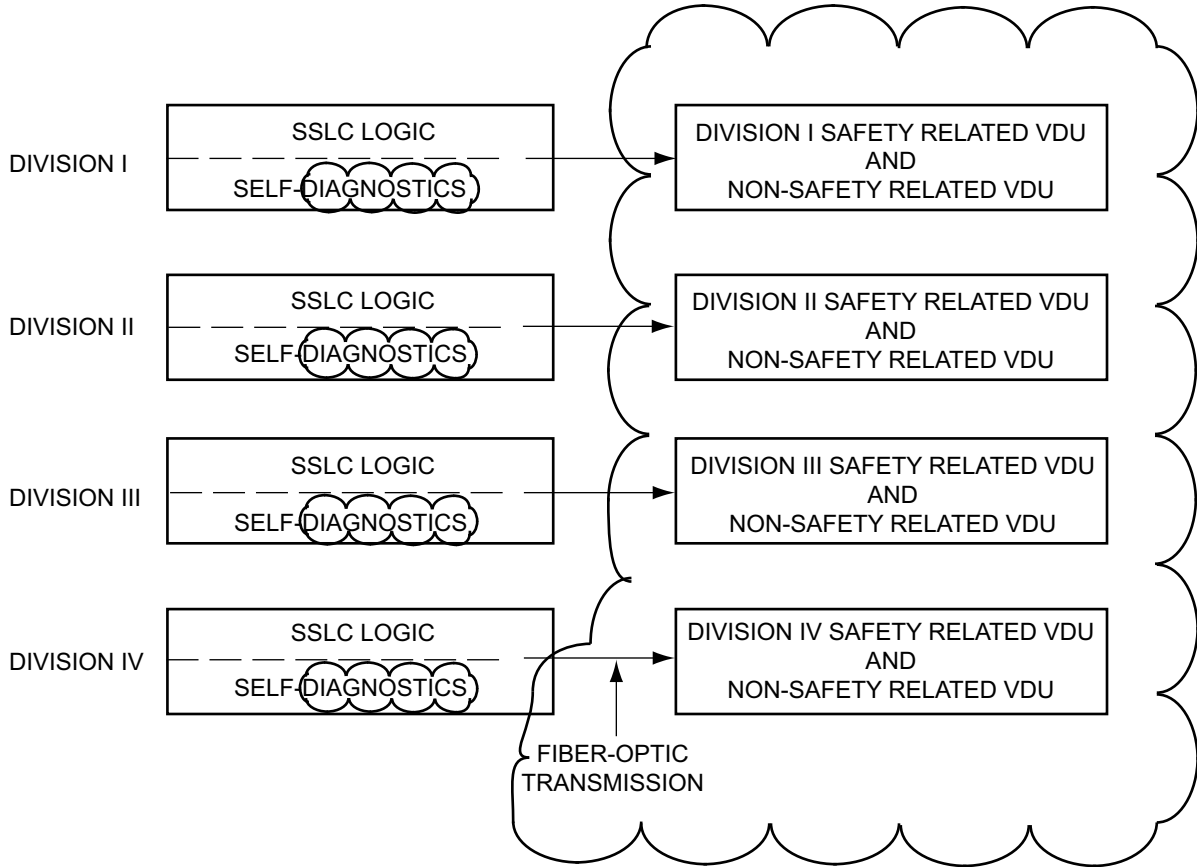 SSLC LOGIC
DIVISION I
SELF-DIAGNOSTICS
DIVISION I SAFETY RELATED VDU
AND
NON-SAFETY RELATED VDU
SSLC LOGIC
DIVISION II
SELF-DIAGNOSTICS
DIVISION II SAFETY RELATED VDU
AND
NON-SAFETY RELATED VDU
SSLC LOGIC
DIVISION III
SELF-DIAGNOSTICS
DIVISION III SAFETY RELATED VDU
AND
NON-SAFETY RELATED VDU
SSLC LOGIC
DIVISION IV
SELF-DIAGNOSTICS
DIVISION IV SAFETY RELATED VDU
AND
NON-SAFETY RELATED VDU
FIBER-OPTIC
TRANSMISSION